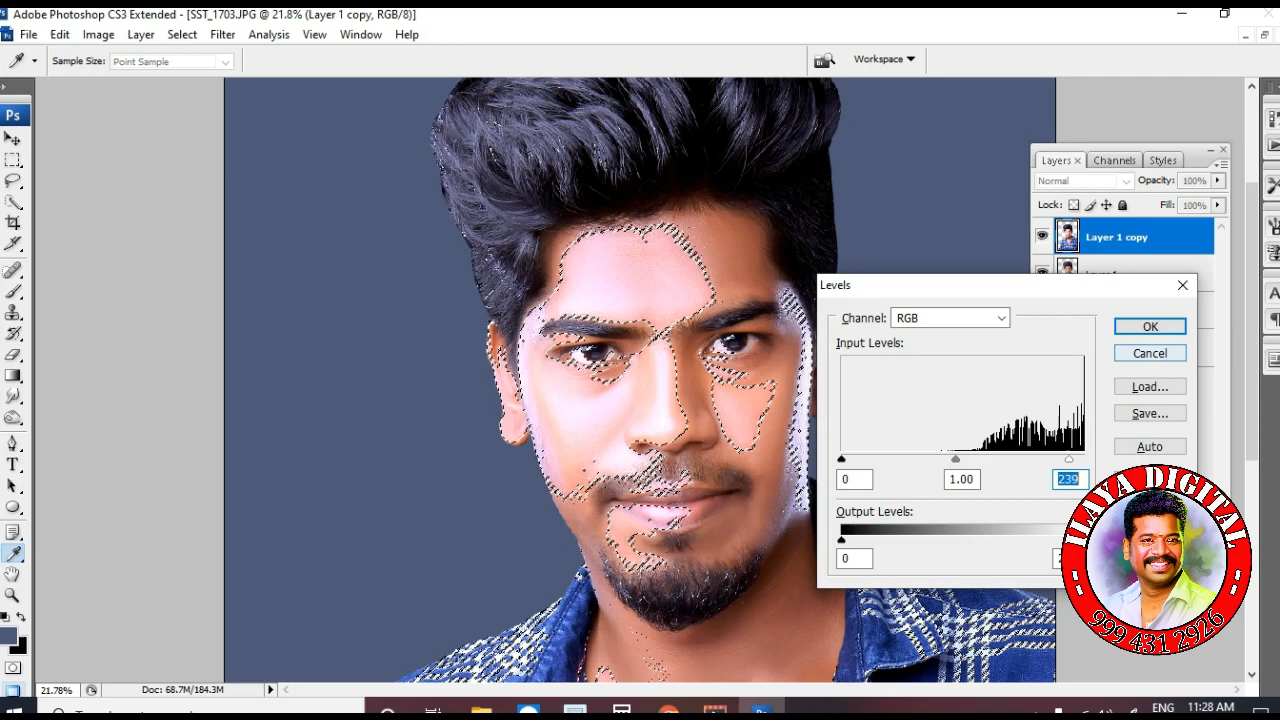 Adobe Photoshop CS3 Extended - [SST_1703.JPG @ 21.8% (Layer 1 copy, RGB/8)]
File Edit Image Layer Select Filter Analysis View Window Help
Sample Size: Point Sample Workspace
Ps
Layers Channels Styles
Normal Opacity: 100%
Lock: Fill: 100%
Layer 1 copy
Levels
Channel: RGB
Input Levels:
0 1.00 239
Output Levels:
0
OK
Cancel
Load...
Save...
Auto
ILAYA DIGITAL
999 431 2926
21.78% Doc: 68.7M/184.3M
ENG 11:28 AM